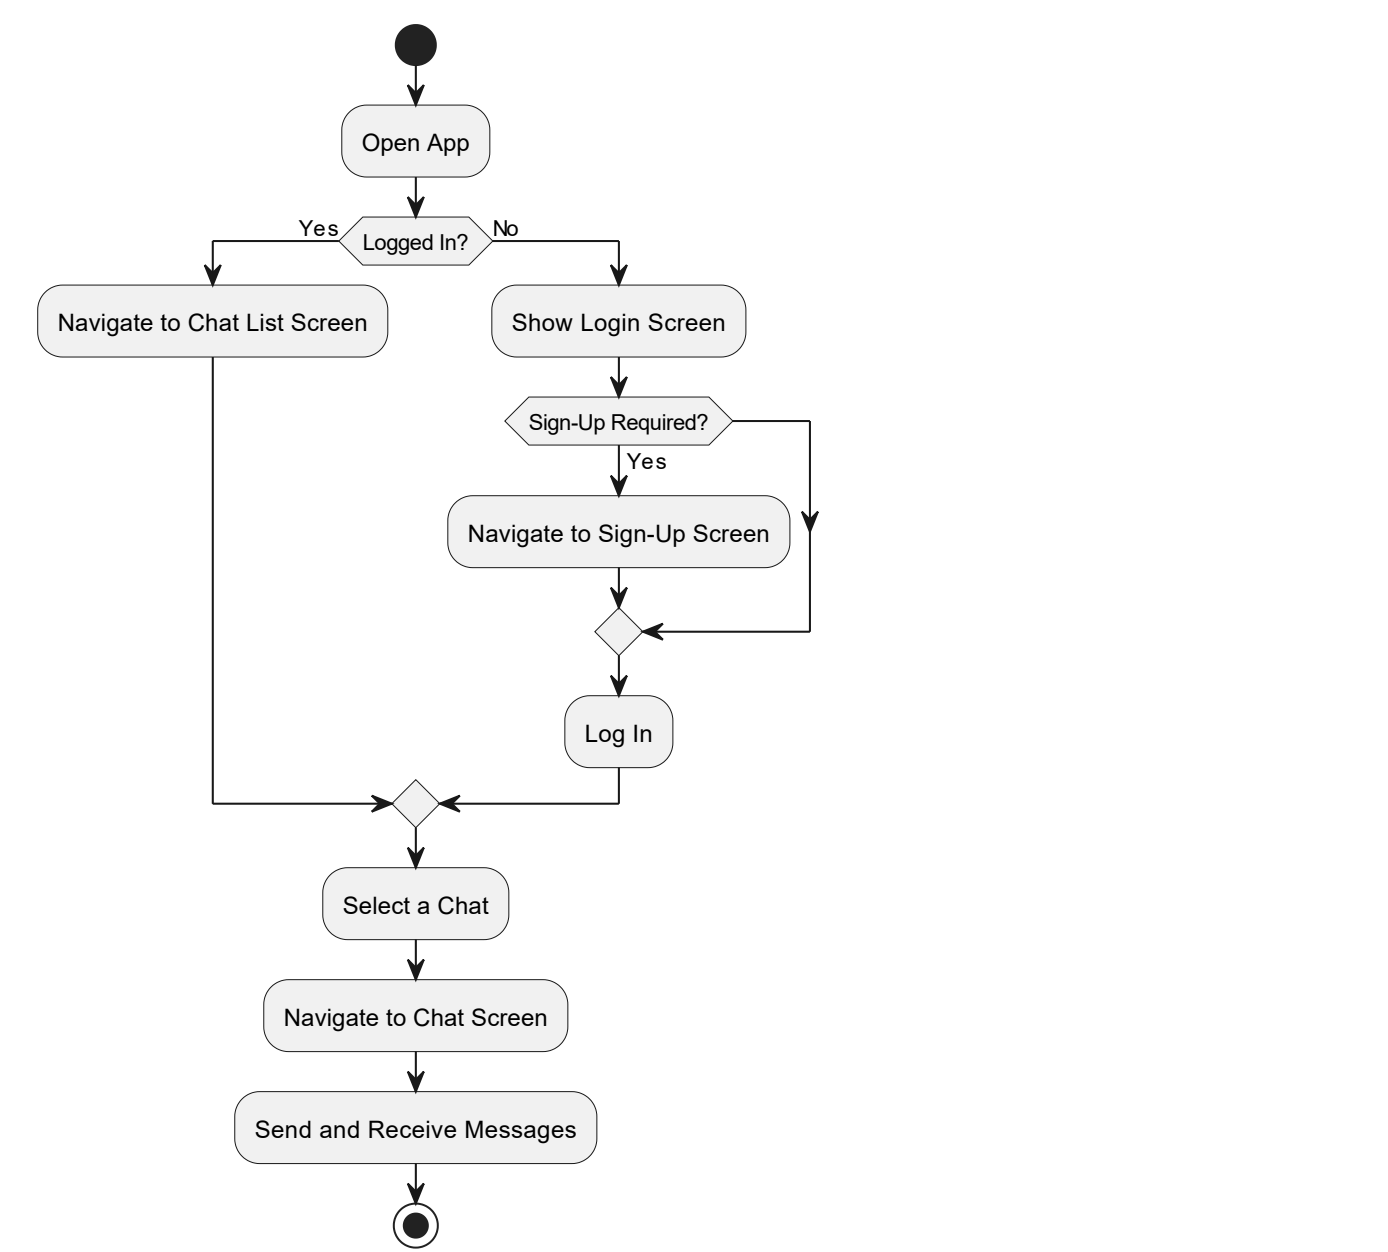 Open App
Yes
Logged In?
No
Navigate to Chat List Screen
Show Login Screen
Sign-Up Required?
Yes
Navigate to Sign-Up Screen
Log In
Select a Chat
Navigate to Chat Screen
Send and Receive Messages